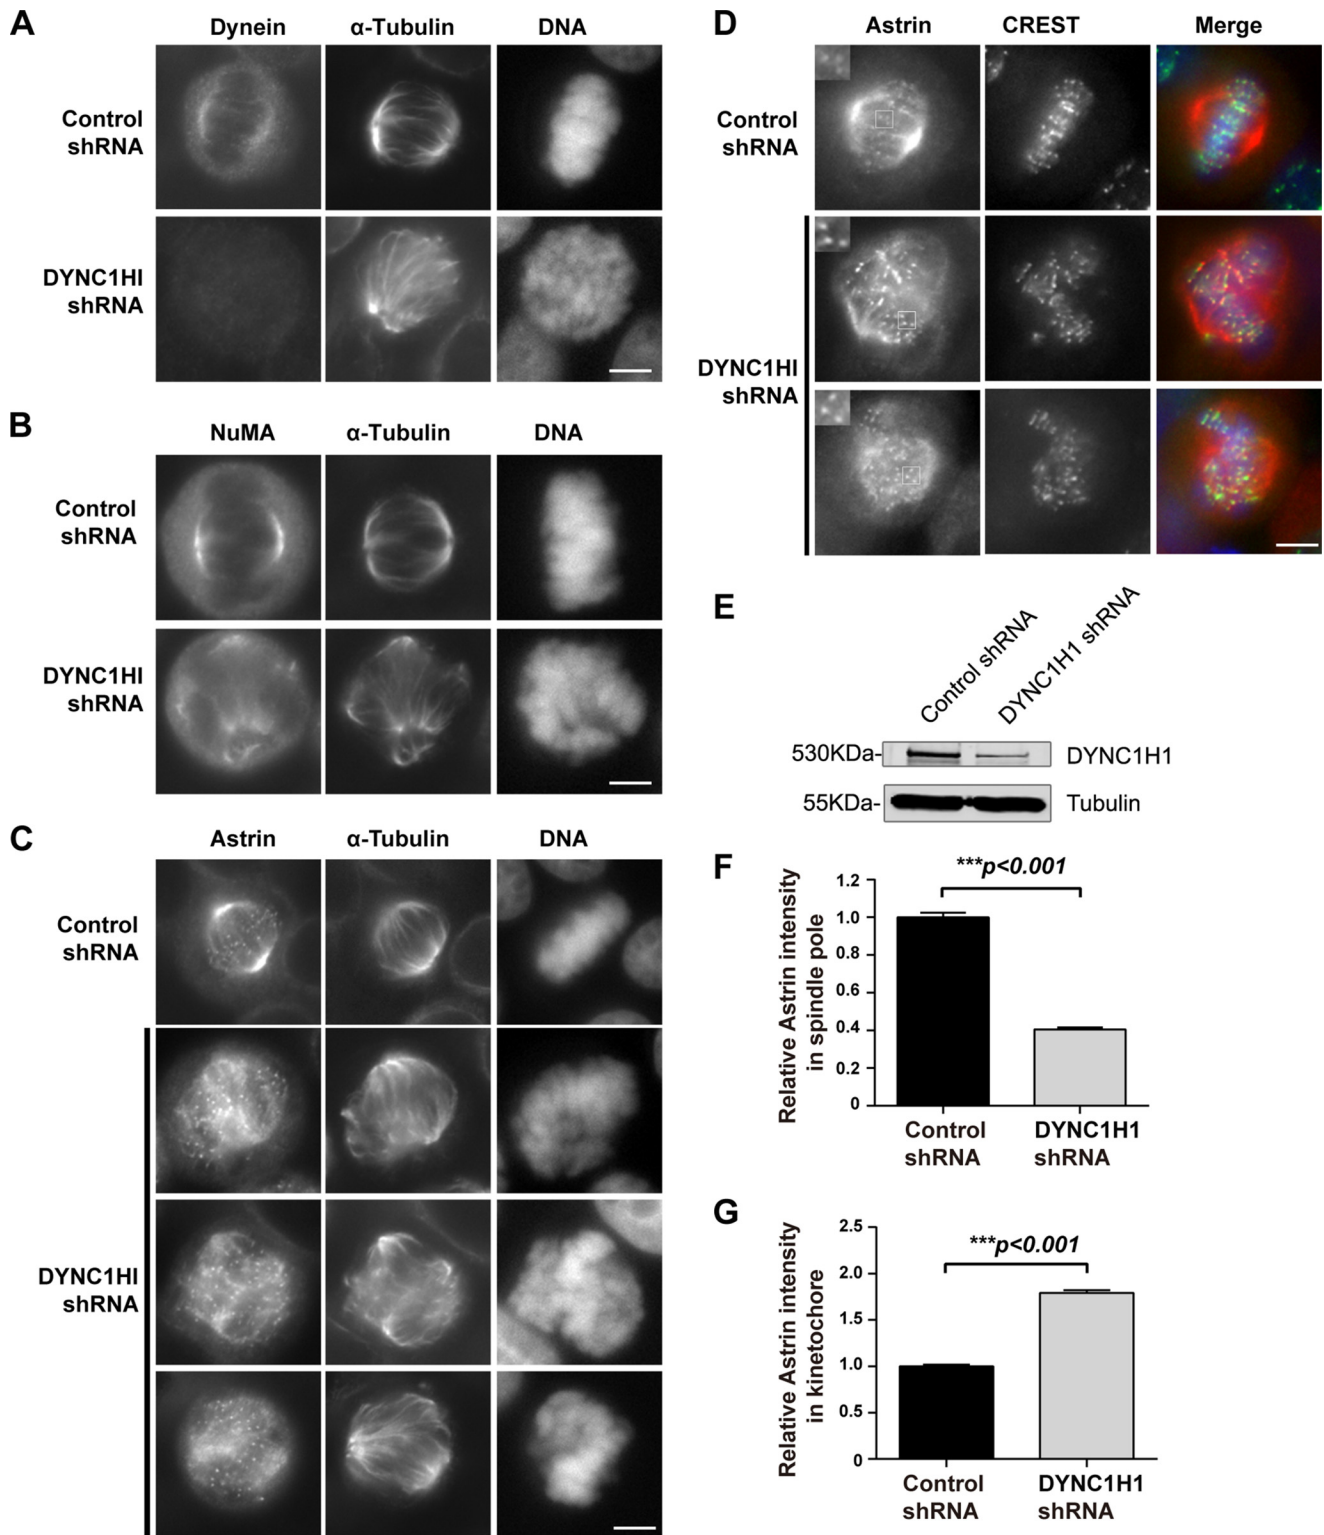 A
Dynein α-Tubulin DNA
Control
shRNA
DYNC1HI
shRNA
B
NuMA α-Tubulin DNA
Control
shRNA
DYNC1HI
shRNA
C
Astrin α-Tubulin DNA
Control
shRNA
DYNC1HI
shRNA
D
Astrin CREST Merge
Control
shRNA
DYNC1HI
shRNA
E
Control shRNA
DYNC1H1 shRNA
530KDa- DYNC1H1
55KDa- Tubulin
F
***p<0.001
Relative Astrin intensity
in spindle pole
1.2
1.0
0.8
0.6
0.4
0.2
0
Control
shRNA
DYNC1H1
shRNA
G
***p<0.001
Relative Astrin intensity
in kinetochore
2.5
2.0
1.5
1.0
0.5
0
Control
shRNA
DYNC1H1
shRNA